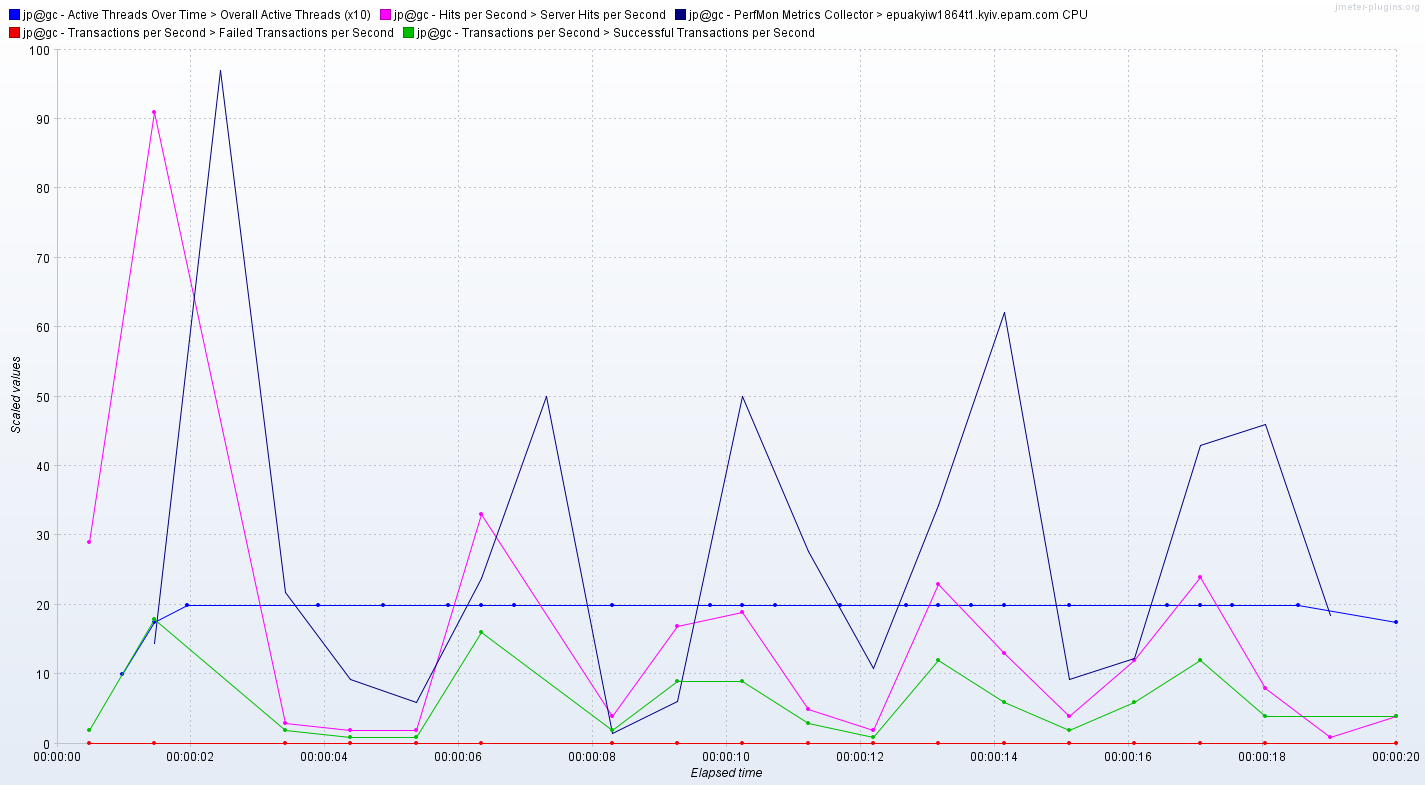 jp@gc - Active Threads Over Time > Overall Active Threads (x10) jp@gc - Hits per Second > Server Hits per Second jp@gc - PerfMon Metrics Collector > epuakyiw1864t1.kyiv.epam.com CPU
jmeter-plugins.org
jp@gc - Transactions per Second > Failed Transactions per Second jp@gc - Transactions per Second > Successful Transactions per Second
100
90
80
70
60
50
40
30
20
10
0
Scaled values
00:00:00 00:00:02 00:00:04 00:00:06 00:00:08 00:00:10 00:00:12 00:00:14 00:00:16 00:00:18 00:00:20
Elapsed time